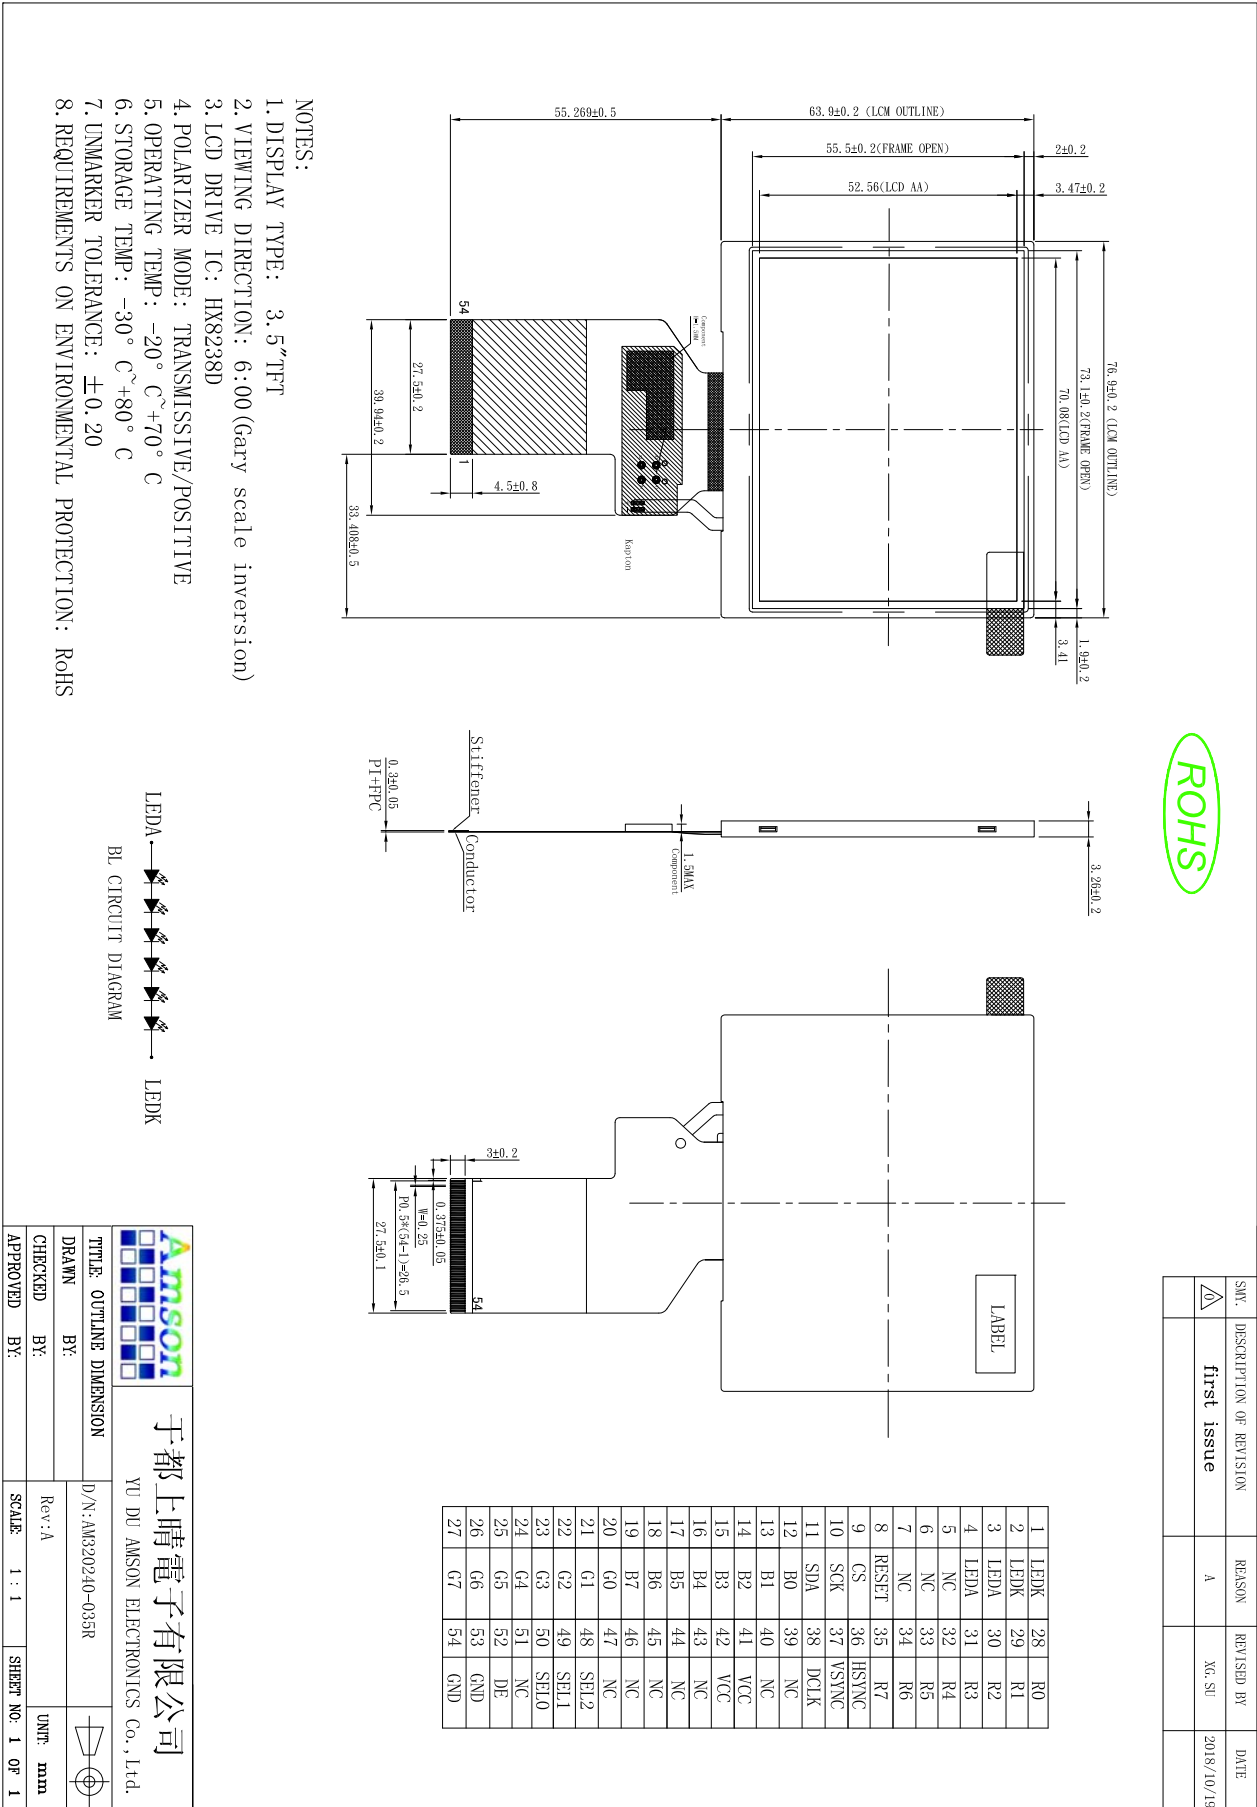 SMY. DESCRIPTION OF REVISION REASON REVISED BY DATE
0 first issue A XG.SU 2018/10/19
ROHS
76.9±0.2 (LCM OUTLINE)
73.1±0.2(FRAME OPEN)
70.08(LCD AA)
1.9±0.2
3.41
63.9±0.2 (LCM OUTLINE)
55.5±0.2(FRAME OPEN)
52.56(LCD AA)
2±0.2
3.47±0.2
55.269±0.5
Component
Kapton
54
1
4.5±0.8
27.5±0.2
39.94±0.2
33.408±0.5
3.26±0.2
1.5MAX
Component
Stiffener
Conductor
0.3±0.05
PI+FPC
LABEL
3±0.2
1
54
0.375±0.05
W=0.25
P0.5*(54-1)=26.5
27.5±0.1
1 LEDK 28 R0
2 LEDK 29 R1
3 LEDA 30 R2
4 LEDA 31 R3
5 NC 32 R4
6 NC 33 R5
7 NC 34 R6
8 RESET 35 R7
9 CS 36 HSYNC
10 SCK 37 VSYNC
11 SDA 38 DCLK
12 B0 39 NC
13 B1 40 NC
14 B2 41 VCC
15 B3 42 VCC
16 B4 43 NC
17 B5 44 NC
18 B6 45 NC
19 B7 46 NC
20 G0 47 NC
21 G1 48 SEL2
22 G2 49 SEL1
23 G3 50 SEL0
24 G4 51 NC
25 G5 52 DE
26 G6 53 GND
27 G7 54 GND
NOTES:
1. DISPLAY TYPE: 3.5″TFT
2. VIEWING DIRECTION: 6:00(Gary scale inversion)
3. LCD DRIVE IC: HX8238D
4. POLARIZER MODE: TRANSMISSIVE/POSITIVE
5. OPERATING TEMP: -20° C~+70° C
6. STORAGE TEMP: -30° C~+80° C
7. UNMARKER TOLERANCE: ±0.20
8. REQUIREMENTS ON ENVIRONMENTAL PROTECTION: RoHS
LEDA LEDK
BL CIRCUIT DIAGRAM
Amson
于都上晴電子有限公司
YU DU AMSON ELECTRONICS Co.,Ltd.
TITLE: OUTLINE DIMENSION
D/N:AM320240-035R
DRAWN BY:
CHECKED BY:
Rev:A
UNIT: mm
APPROVED BY:
SCALE: 1 : 1
SHEET NO: 1 OF 1